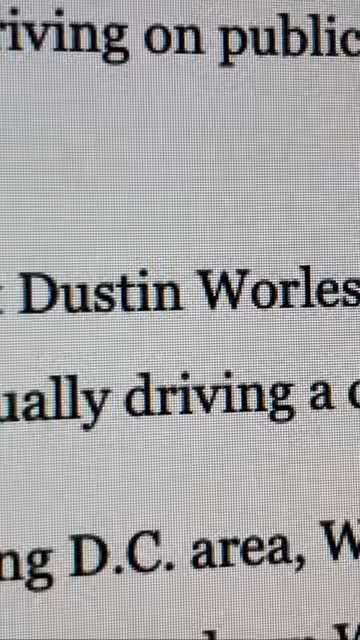 riving on public
Dustin Worles
ually driving a
ng D.C. area, W